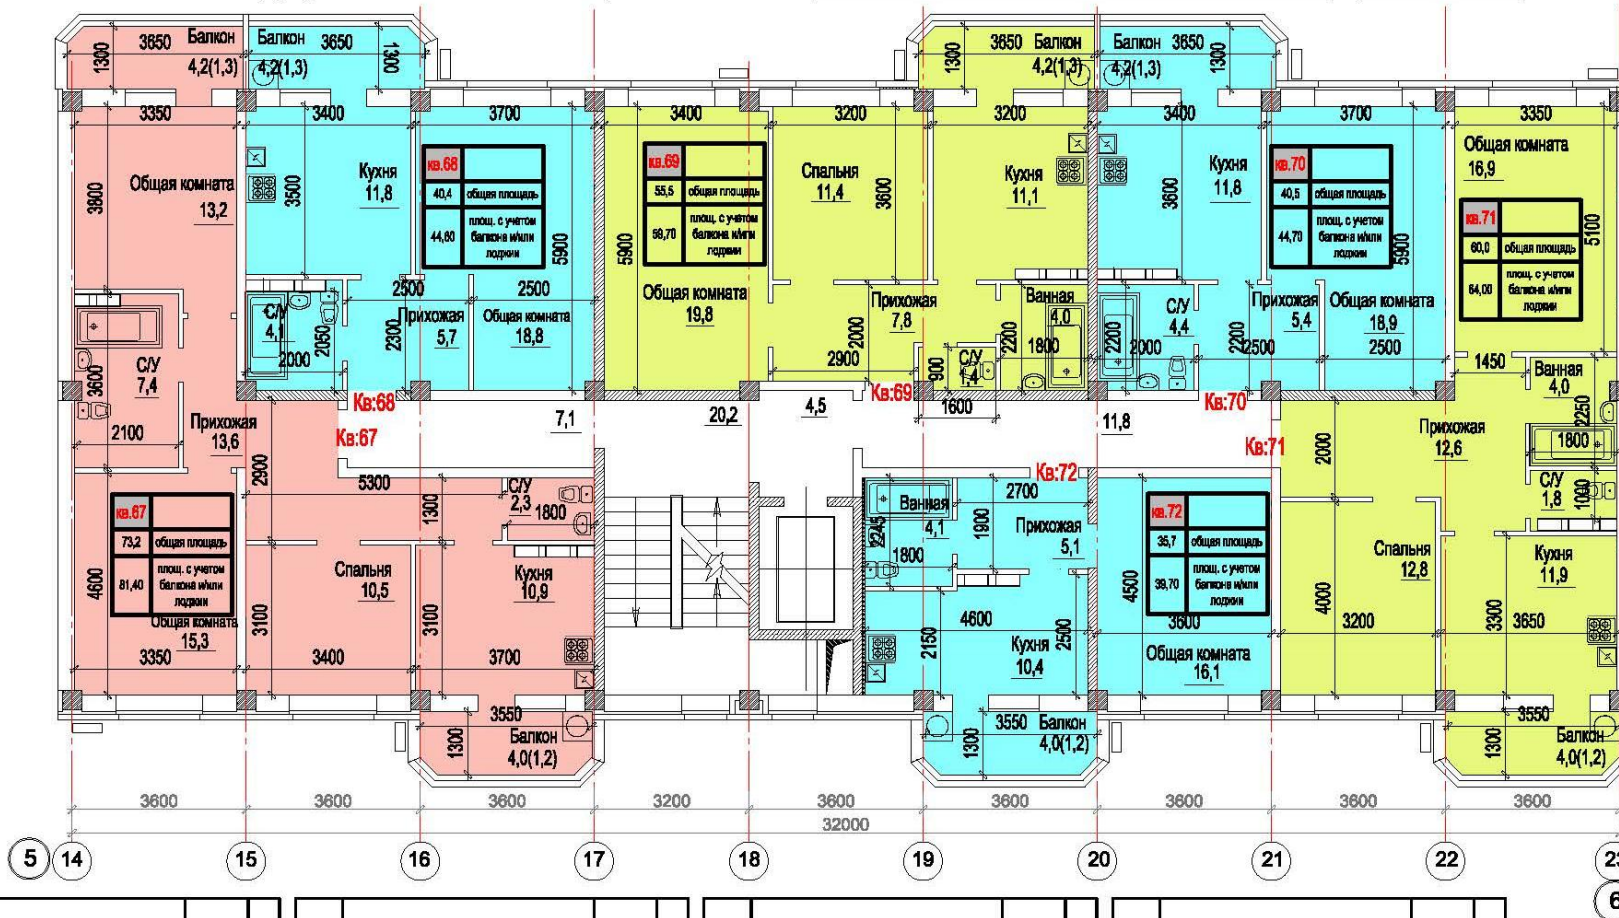 3650 Балкон
1300
4,2(1,3)
Балкон 3650
4,2(1,3)
1300
3650 Балкон
1300
4,2(1,3)
Балкон 3650
4,2(1,3)
1300
3350
3400
3700
3400
3200
3200
3400
3700
3350
3800
Общая комната
13,2
3500
Кухня
11,8
кв.68
40,4 общая площадь
44,60 площ. с учетом
балкона и/или
лоджии
5900
5900
кв.69
55,5 общая площадь
59,70 площ. с учетом
балкона и/или
лоджии
Спальня
11,4
3600
Кухня
11,1
3600
Кухня
11,8
кв.70
40,5 общая площадь
44,70 площ. с учетом
балкона и/или
лоджии
5900
Общая комната
16,9
кв.71
60,0 общая площадь
64,00 площ. с учетом
балкона и/или
лоджии
5100
С/У
4,1
2050
2000
2500
2300
Прихожая
5,7
2500
Общая комната
18,8
Общая комната
19,8
Прихожая
7,8
2000
2900
Ванная
4,0
2200
1800
900
С/У
1,4
1600
2200
С/У
4,4
2000
2200
Прихожая
5,4
2500
Общая комната
18,9
2500
1450
Ванная
4,0
2250
1800
3600
С/У
7,4
2100
Прихожая
13,6
2900
Кв:68
Кв:67
7,1
20,2
4,5
Кв:69
11,8
Кв:70
Кв:71
Кв:72
2000
Прихожая
12,6
С/У
1,8
1000
5300
1300
С/У
2,3
1800
кв.67
73,2 общая площадь
81,40 площ. с учетом
балкона и/или
лоджии
4600
Общая комната
15,3
3350
3100
Спальня
10,5
3400
3100
Кухня
10,9
3700
Ванная
4,1
2245
1800
1900
2700
Прихожая
5,1
4600
2150
2500
Кухня
10,4
4500
кв.72
35,7 общая площадь
39,70 площ. с учетом
балкона и/или
лоджии
3600
Общая комната
16,1
4000
Спальня
12,8
3200
Кухня
11,9
3300
3650
3550
1300
Балкон
4,0(1,2)
3550
1300
Балкон
4,0(1,2)
3550
1300
Балкон
4,0(1,2)
3600 3600 3600 3200 3600 3600 3600 3600 3600
32000
5 14 15 16 17 18 19 20 21 22
6